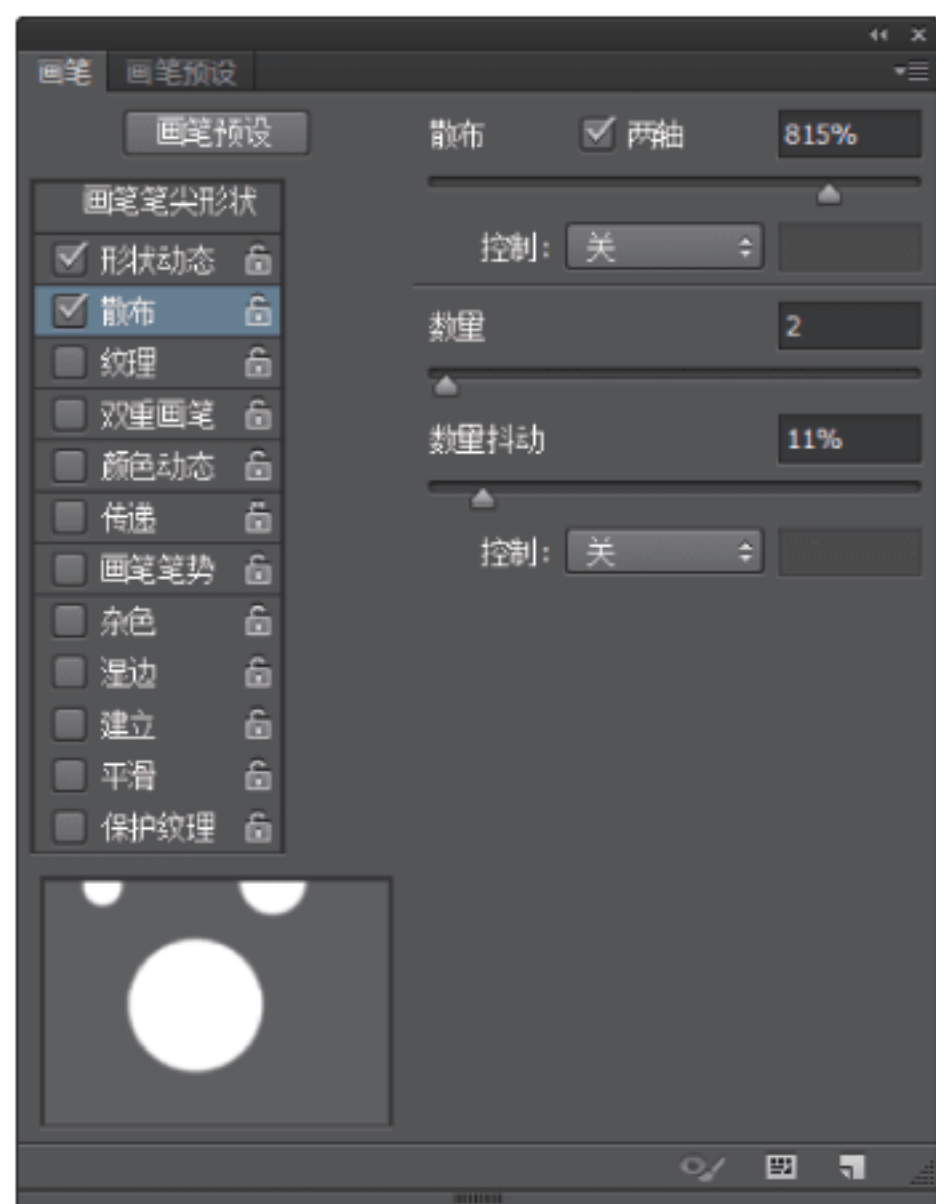 画笔 画笔预设
画笔预设
画笔笔尖形状
形状动态
散布
纹理
双重画笔
颜色动态
传递
画笔笔势
杂色
湿边
建立
平滑
保护纹理
散布 两轴 815%
控制: 关
数量 2
数量抖动 11%
控制: 关